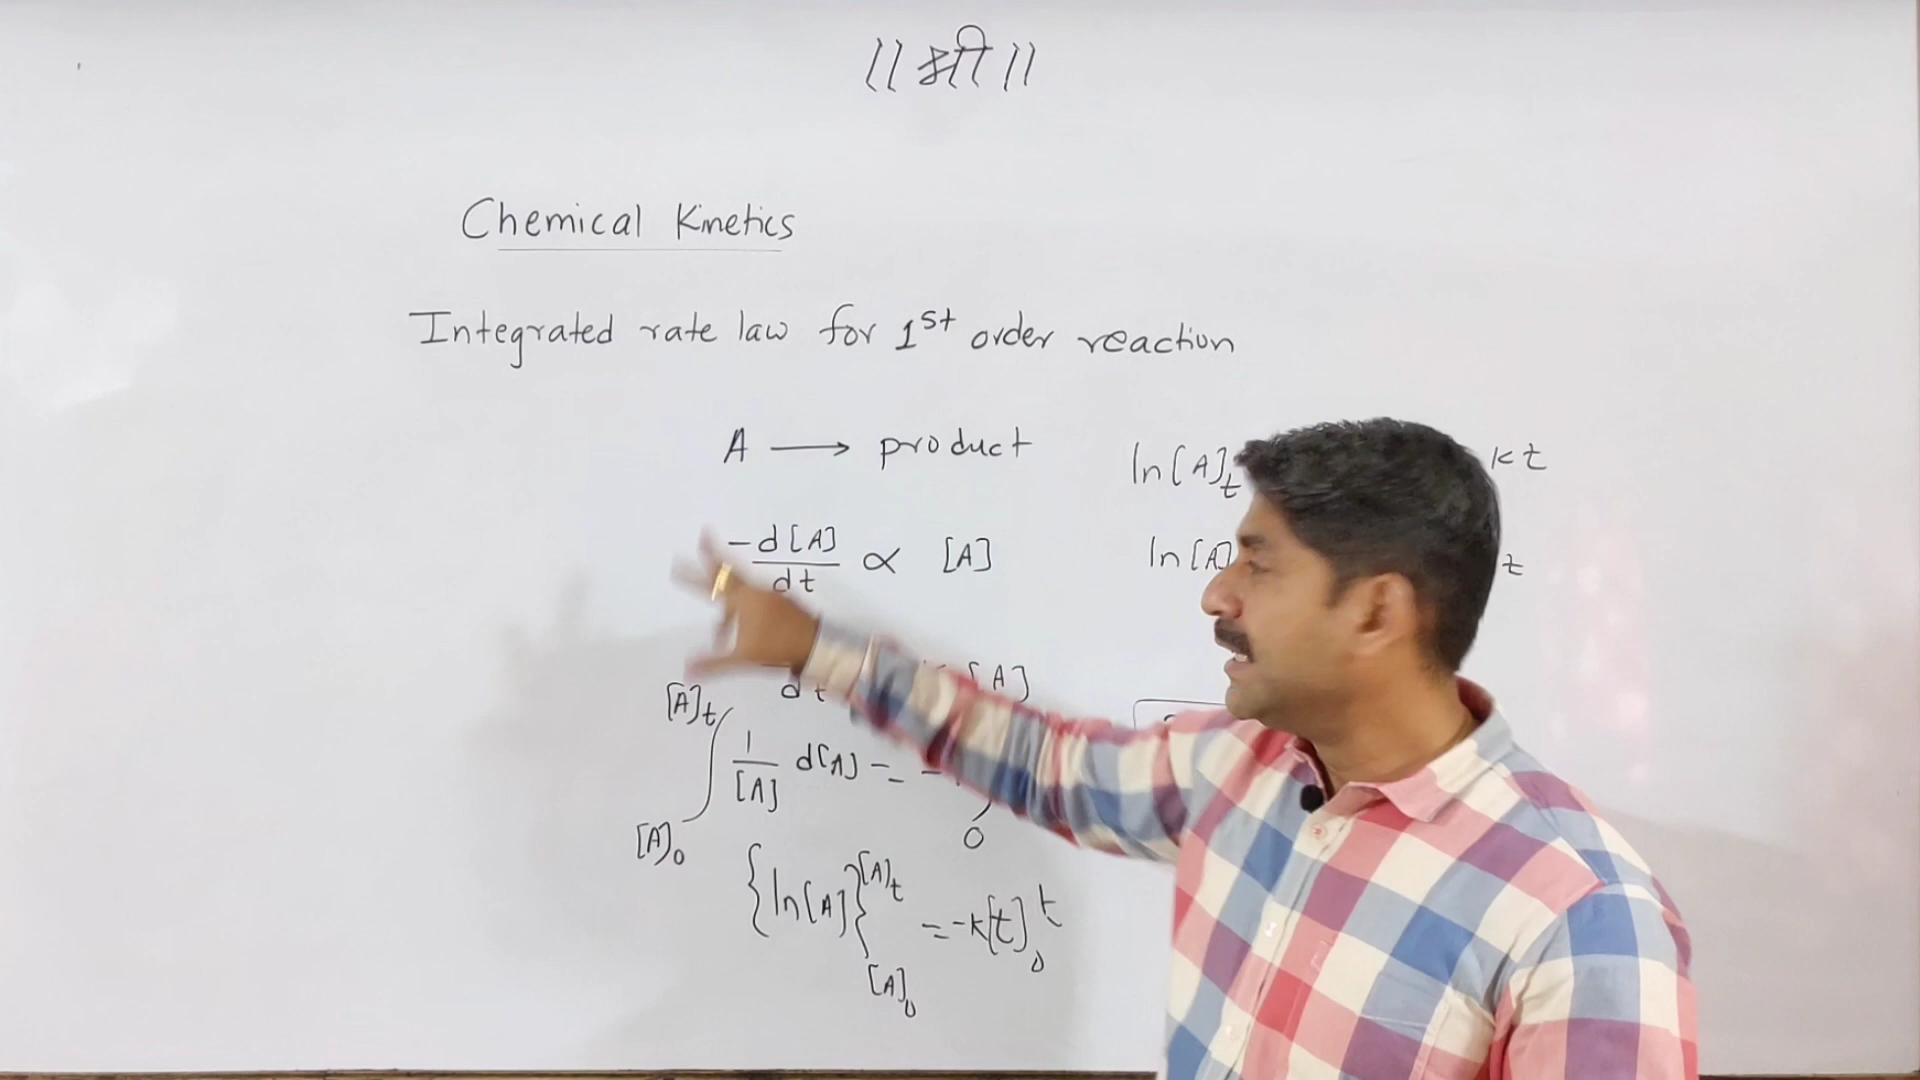 ॥ श्री ॥
Chemical Kinetics
Integrated rate law for 1st order reaction
A ⟶ product
-d[A]/dt ∝ [A]
dt [A]
∫ [A]₀ [A]t 1/[A] d[A] = - 0
{ln[A]} [A]t [A]₀ = -k[t] t 0
ln[A]t kt
ln[A] t